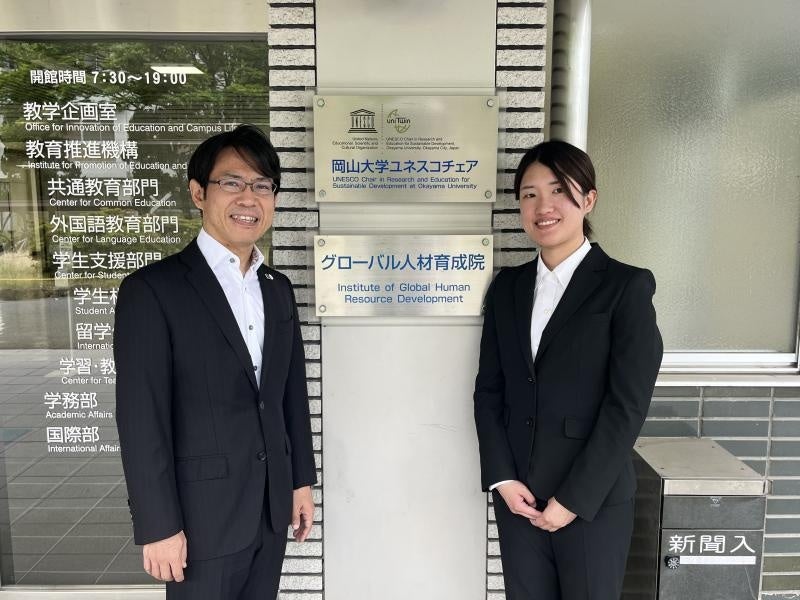 開館時間 7:30～19:00
教学企画室
Office for Innovation of Education and Campus Life
教育推進機構
Institute for Promotion of Education and
共通教育部門
Center for Common Education
外国語教育部門
Center for Language Education
学生支援部門
Center for Student
学生
Student A
留学
Internatio
学習・教
Center for Tea
学務部
Academic Affairs
国際部
International Affairs
UNESCO
United Nations
Educational, Scientific and
Cultural Organization
uniTwin
UNESCO Chair in Research and
Education for Sustainable Development,
Okayama University, Okayama City, Japan
岡山大学ユネスコチェア
UNESCO Chair in Research and Education for
Sustainable Development at Okayama University
グローバル人材育成院
Institute of Global Human
Resource Development
新聞入